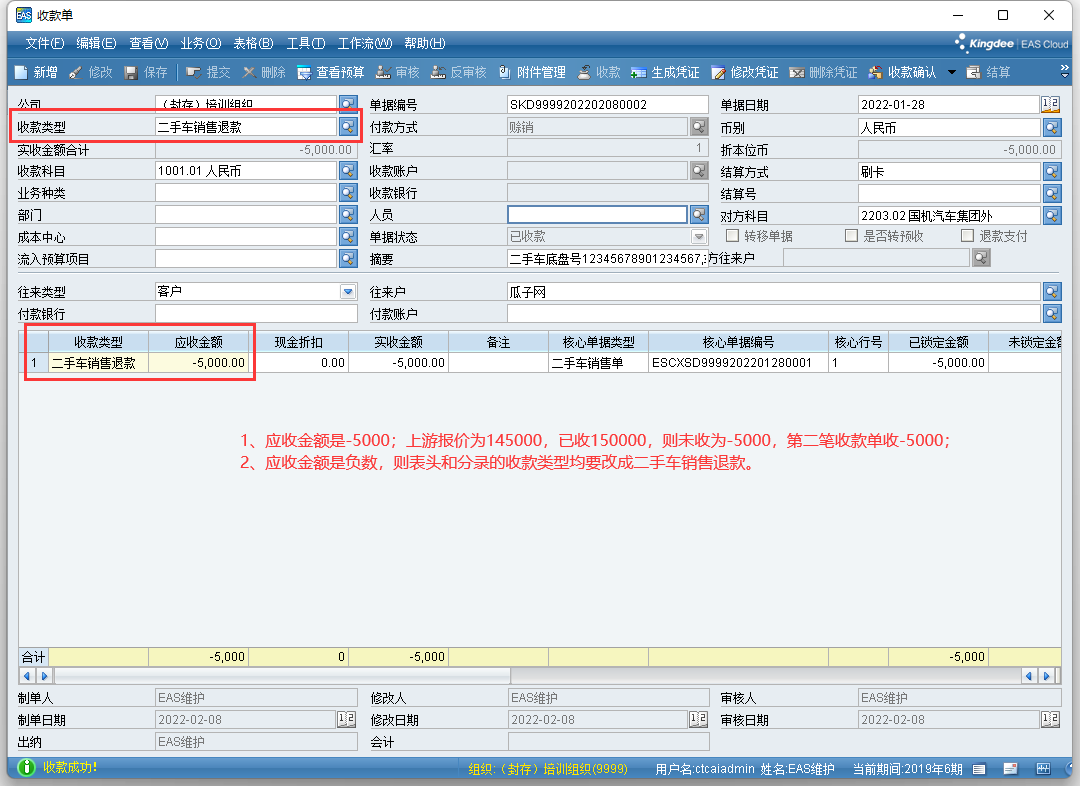 EAS 收款单
文件(F) 编辑(E) 查看(V) 业务(O) 表格(B) 工具(T) 工作流(W) 帮助(H) Kingdee EAS Cloud
新增 修改 保存 提交 删除 查看预算 审核 反审核 附件管理 收款 生成凭证 修改凭证 删除凭证 收款确认 结算
公司 (封存) 培训组织 单据编号 SKD9999202202080002 单据日期 2022-01-28
收款类型 二手车销售退款 付款方式 赊销 币别 人民币
实收金额合计 -5,000.00 汇率 1 折本位币 -5,000.00
收款科目 1001.01 人民币 收款账户 结算方式 刷卡
业务种类 收款银行 结算号
部门 人员 对方科目 2203.02 国机汽车集团外
成本中心 单据状态 已收款 转移单据 是否转预收 退款支付
流入预算项目 摘要 二手车底盘号12345678901234567, 方往来户
往来类型 客户 往来户 瓜子网
付款银行 付款账户
收款类型 应收金额 现金折扣 实收金额 备注 核心单据类型 核心单据编号 核心行号 已锁定金额 未锁定金
1 二手车销售退款 -5,000.00 0.00 -5,000.00 二手车销售单 ESCXSD9999202201280001 1 -5,000.00
1、应收金额是-5000；上游报价为145000，已收150000，则未收为-5000，第二笔收款单收-5000；
2、应收金额是负数，则表头和分录的收款类型均要改成二手车销售退款。
合计 -5,000 0 -5,000 -5,000
制单人 EAS维护 修改人 EAS维护 审核人 EAS维护
制单日期 2022-02-08 修改日期 2022-02-08 审核日期 2022-02-08
出纳 EAS维护 会计
收款成功! 组织:（封存）培训组织(9999) 用户名:ctcaiadmin 姓名:EAS维护 当前期间:2019年6期